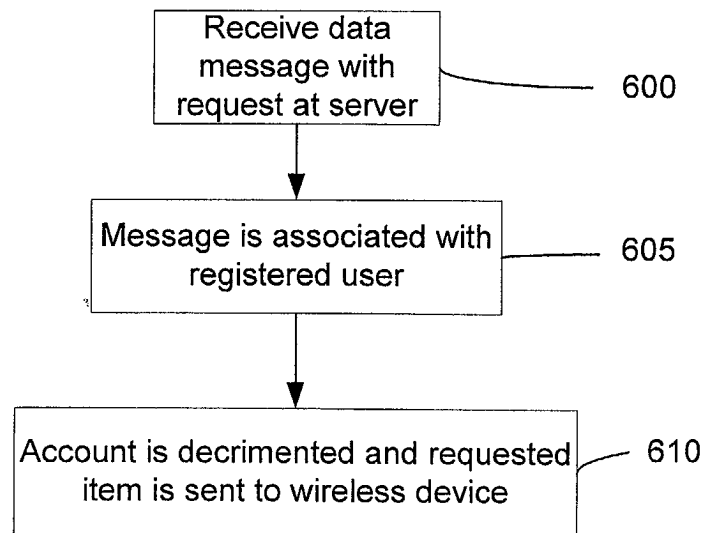 Receive data
message with
request at server
600
Message is associated with
registered user
605
Account is decrimented and requested
item is sent to wireless device
610